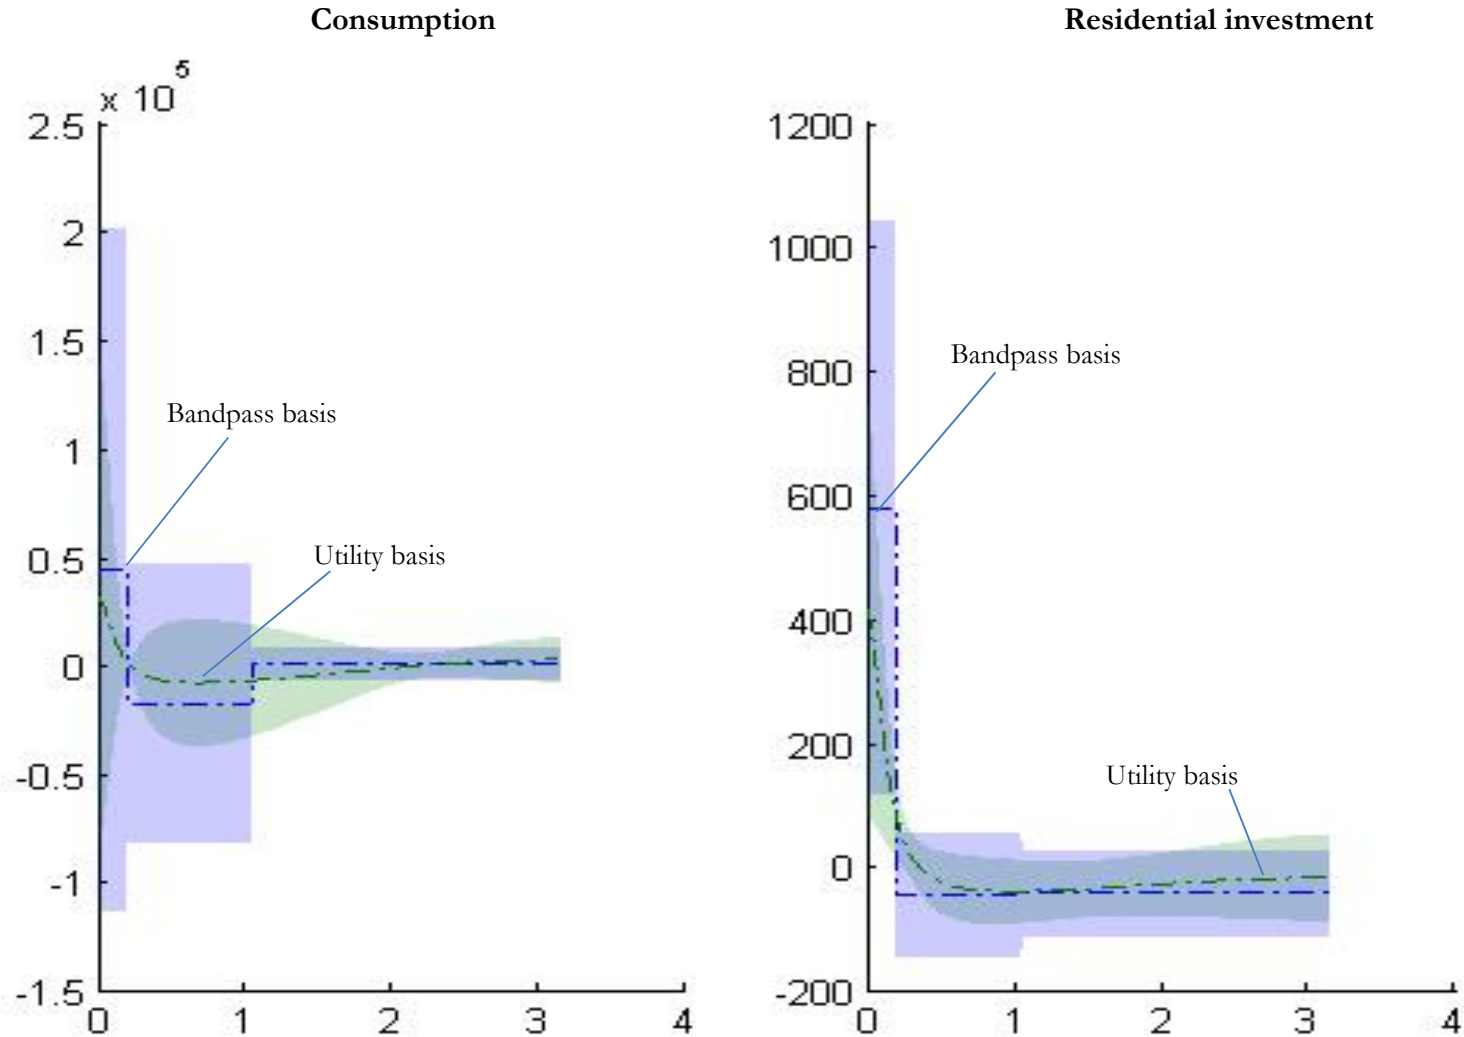 Consumption
Residential investment
x 10^5
2.5
2
1.5
1
0.5
0
-0.5
-1
-1.5
0 1 2 3 4
Bandpass basis
Utility basis
1200
1000
800
600
400
200
0
-200
0 1 2 3 4
Bandpass basis
Utility basis